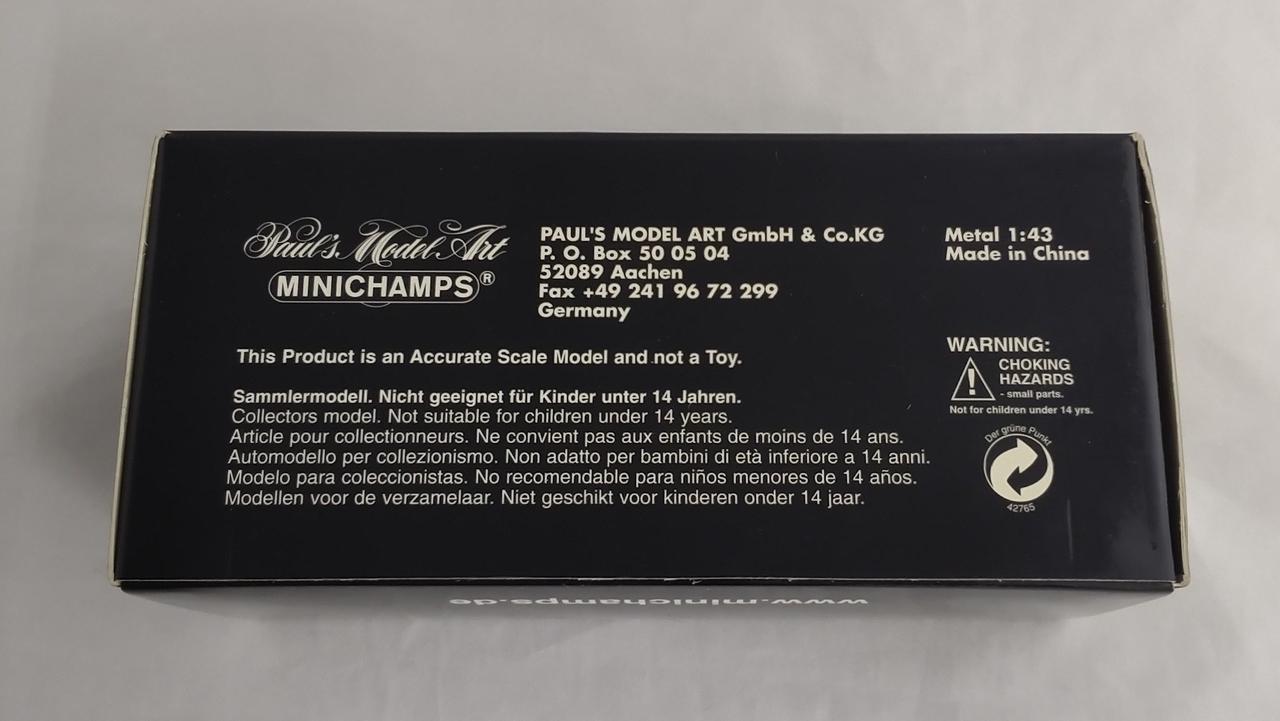 Paul's Model Art
MINICHAMPS®
PAUL'S MODEL ART GmbH & Co.KG
P. O. Box 50 05 04
52089 Aachen
Fax +49 241 96 72 299
Germany
Metal 1:43
Made in China
This Product is an Accurate Scale Model and not a Toy.
Sammlermodell. Nicht geeignet für Kinder unter 14 Jahren.
Collectors model. Not suitable for children under 14 years.
Article pour collectionneurs. Ne convient pas aux enfants de moins de 14 ans.
Automodello per collezionismo. Non adatto per bambini di età inferiore a 14 anni.
Modelo para coleccionistas. No recomendable para niños menores de 14 años.
Modellen voor de verzamelaar. Niet geschikt voor kinderen onder 14 jaar.
WARNING:
! CHOKING
HAZARDS
- small parts.
Not for children under 14 yrs.
Der grüne Punkt
42765
www.minichamps.de